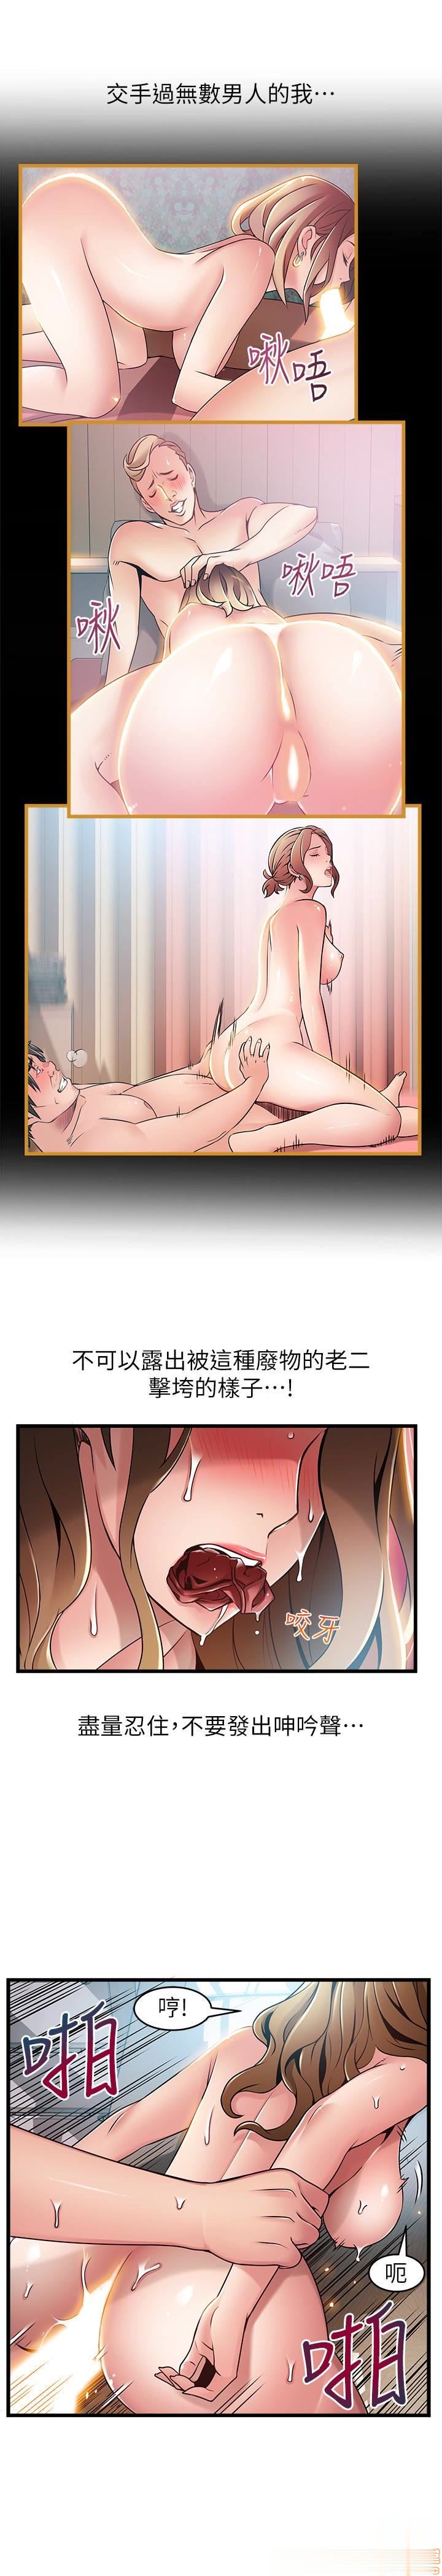 交手過無數男人的我⋯
啾唔
啾唔
啾
不可以露出被這種廢物的老二
擊垮的樣子⋯!
咬牙
盡量忍住,不要發出呻吟聲⋯
哼!
啪
呃
啪